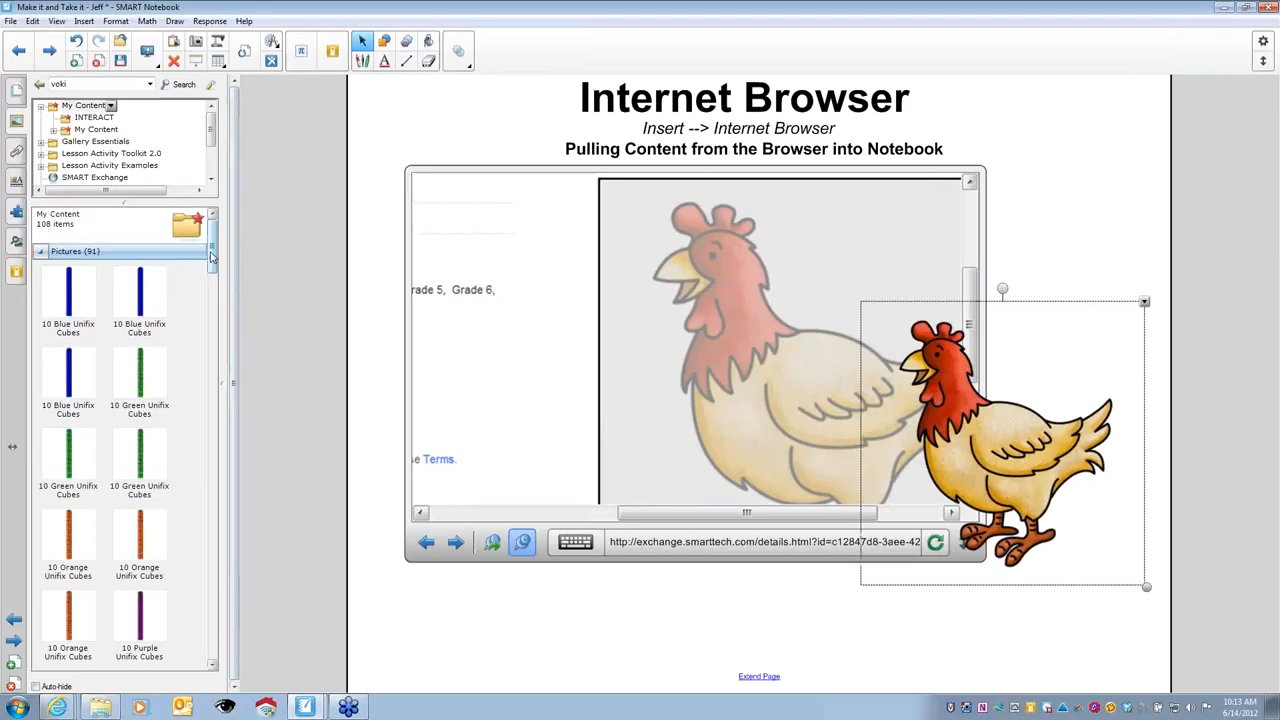 Make it and Take it - Jeff * - SMART Notebook
File Edit View Insert Format Math Draw Response Help
voki Search
My Content
INTERACT
My Content
Gallery Essentials
Lesson Activity Toolkit 2.0
Lesson Activity Examples
SMART Exchange
My Content
108 items
Pictures (91)
10 Blue Unifix Cubes
10 Blue Unifix Cubes
10 Blue Unifix Cubes
10 Green Unifix Cubes
10 Green Unifix Cubes
10 Green Unifix Cubes
10 Orange Unifix Cubes
10 Orange Unifix Cubes
10 Orange Unifix Cubes
10 Purple Unifix Cubes
Auto-hide
Internet Browser
Insert --> Internet Browser
Pulling Content from the Browser into Notebook
rade 5, Grade 6,
se Terms.
http://exchange.smarttech.com/details.html?id=c12847d8-3aee-42
Extend Page
10:13 AM
6/14/2012